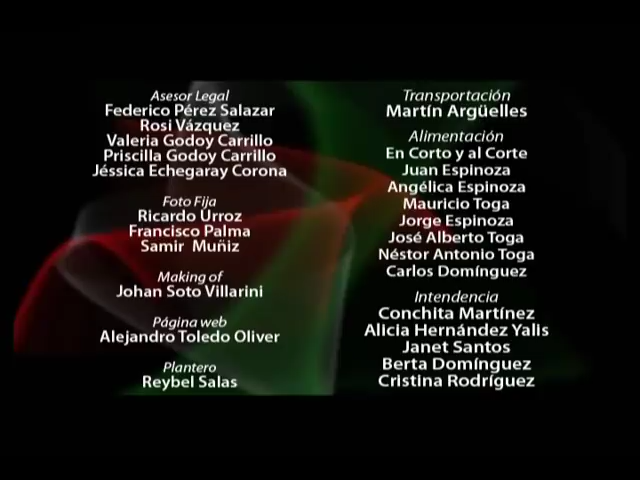 Asesor Legal
Federico Pérez Salazar
Rosi Vázquez
Valeria Godoy Carrillo
Priscilla Godoy Carrillo
Jéssica Echegaray Corona
Foto Fija
Ricardo Urroz
Francisco Palma
Samir Muñiz
Making of
Johan Soto Villarini
Página web
Alejandro Toledo Oliver
Plantero
Reybel Salas
Transportación
Martín Argüelles
Alimentación
En Corto y al Corte
Juan Espinoza
Angélica Espinoza
Mauricio Toga
Jorge Espinoza
José Alberto Toga
Néstor Antonio Toga
Carlos Domínguez
Intendencia
Conchita Martínez
Alicia Hernández Yalis
Janet Santos
Berta Domínguez
Cristina Rodríguez